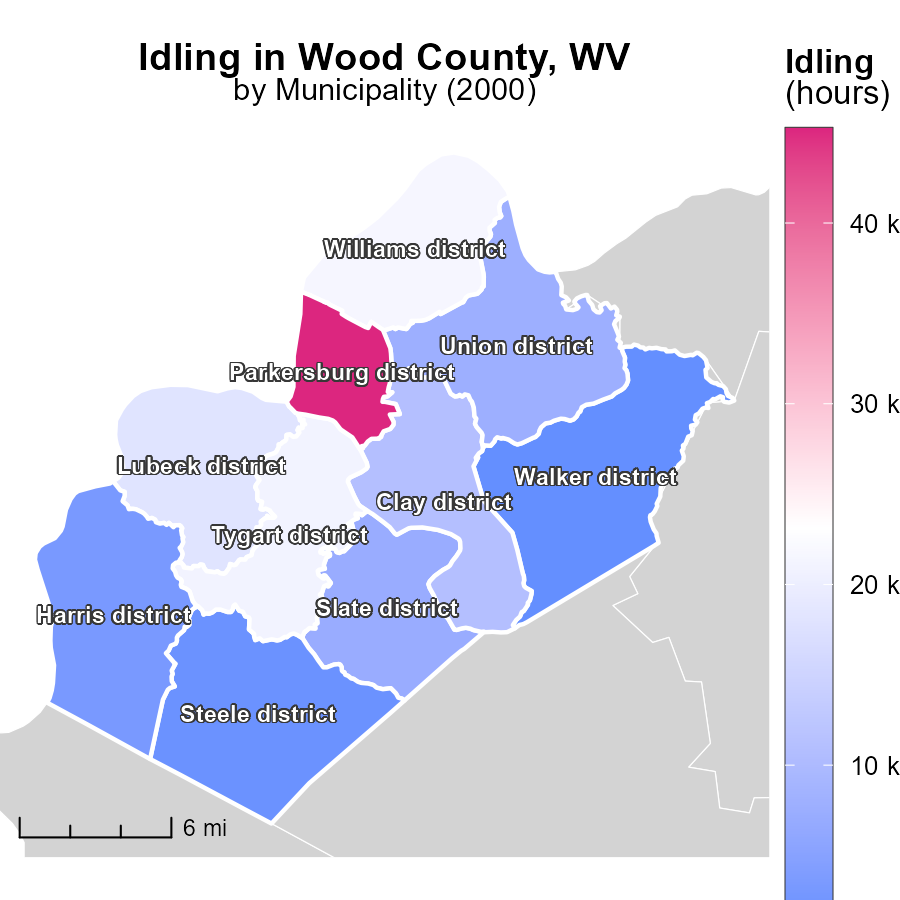 Idling in Wood County, WV
by Municipality (2000)
Idling
(hours)
40 k
30 k
20 k
10 k
Williams district
Union district
Parkersburg district
Lubeck district
Walker district
Clay district
Tygart district
Slate district
Harris district
Steele district
6 mi